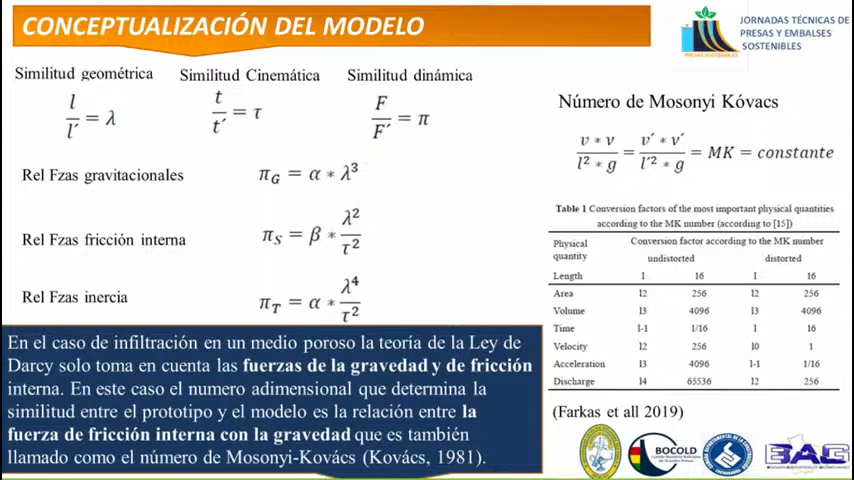 CONCEPTUALIZACIÓN DEL MODELO
JORNADAS TÉCNICAS DE
PRESAS Y EMBALSES
SOSTENIBLES
PRESAS SOSTENIBLES
Similitud geométrica
Similitud Cinemática
Similitud dinámica
l/l´ = λ
t/t´ = τ
F/F´ = π
Rel Fzas gravitacionales
π_G = α * λ³
Rel Fzas fricción interna
π_S = β * λ²/τ²
Rel Fzas inercia
π_T = α * λ⁴/τ²
En el caso de infiltración en un medio poroso la teoría de la Ley de
Darcy solo toma en cuenta las fuerzas de la gravedad y de fricción
interna. En este caso el numero adimensional que determina la
similitud entre el prototipo y el modelo es la relación entre la
fuerza de fricción interna con la gravedad que es también
llamado como el número de Mosonyi-Kovács (Kovács, 1981).
Número de Mosonyi Kóvacs
v * v / l² * g = v´ * v´ / l´² * g = MK = constante
Table 1 Conversion factors of the most important physical quantities
according to the MK number (according to [15])
Physical quantity Conversion factor according to the MK number
undistorted distorted
Length 1 16 1 16
Area l2 256 l2 256
Volume l3 4096 l3 4096
Time l-1 1/16 1 16
Velocity l2 256 l0 1
Acceleration l3 4096 l-1 1/16
Discharge l4 65536 l2 256
(Farkas et all 2019)
BOCOLD
BAG